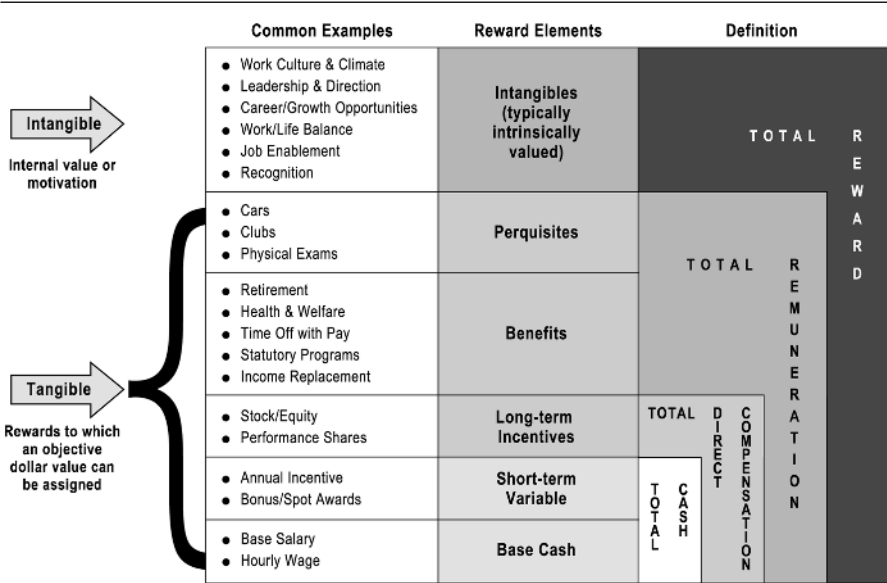 Common Examples
Reward Elements
Definition
Intangible
Internal value or
motivation
• Work Culture & Climate
• Leadership & Direction
• Career/Growth Opportunities
• Work/Life Balance
• Job Enablement
• Recognition
Intangibles
(typically
intrinsically
valued)
TOTAL
REWARD
• Cars
• Clubs
• Physical Exams
Perquisites
TOTAL
REMUNERATION
• Retirement
• Health & Welfare
• Time Off with Pay
• Statutory Programs
• Income Replacement
Benefits
Tangible
Rewards to which
an objective
dollar value can
be assigned
• Stock/Equity
• Performance Shares
Long-term
Incentives
TOTAL
DIRECT
COMPENSATION
• Annual Incentive
• Bonus/Spot Awards
Short-term
Variable
TOTAL
CASH
• Base Salary
• Hourly Wage
Base Cash